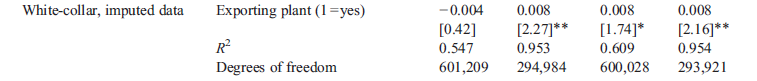 White-collar, imputed data Exporting plant (1=yes) −0.004 0.008 0.008 0.008
[0.42] [2.27]** [1.74]* [2.16]**
R² 0.547 0.953 0.609 0.954
Degrees of freedom 601,209 294,984 600,028 293,921